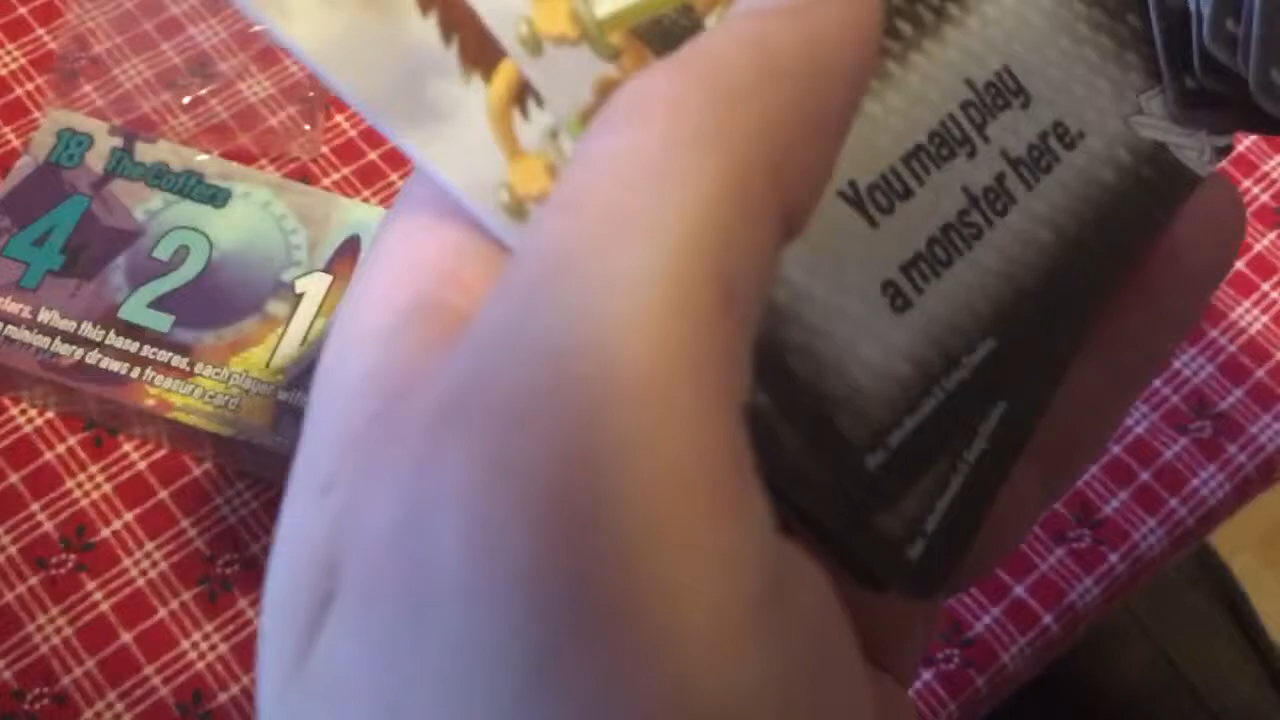 18 The Coffers
4 2 1
When this base scores, each player with
minion here draws a treasure card.
You may play
a monster here.